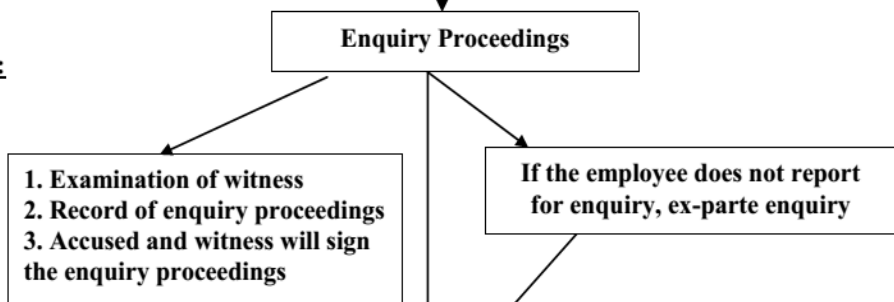 Enquiry Proceedings
:
1. Examination of witness
2. Record of enquiry proceedings
3. Accused and witness will sign
the enquiry proceedings
If the employee does not report
for enquiry, ex-parte enquiry